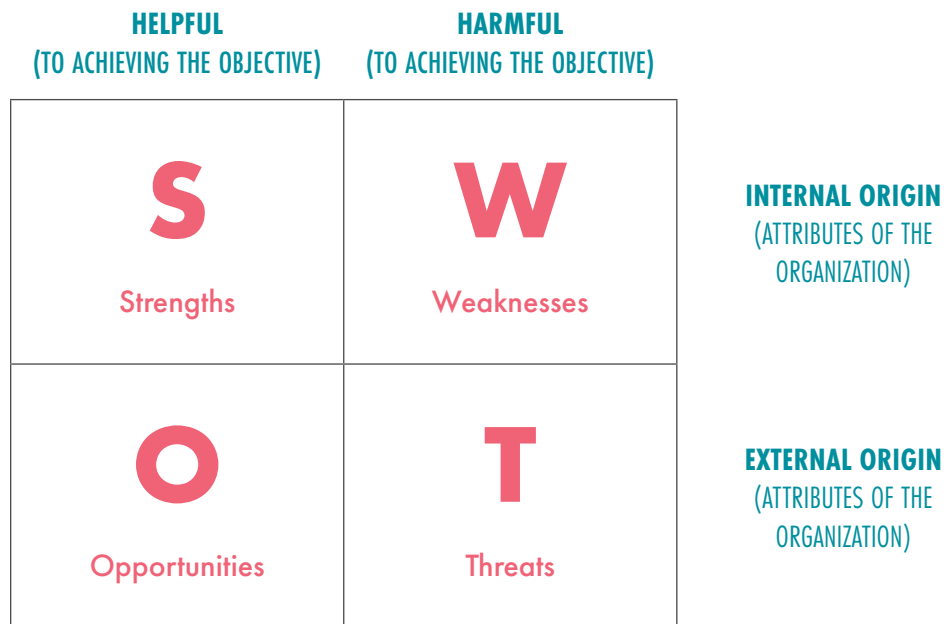 HELPFUL
(TO ACHIEVING THE OBJECTIVE)
HARMFUL
(TO ACHIEVING THE OBJECTIVE)
S
Strengths
W
Weaknesses
INTERNAL ORIGIN
(ATTRIBUTES OF THE
ORGANIZATION)
O
Opportunities
T
Threats
EXTERNAL ORIGIN
(ATTRIBUTES OF THE
ORGANIZATION)